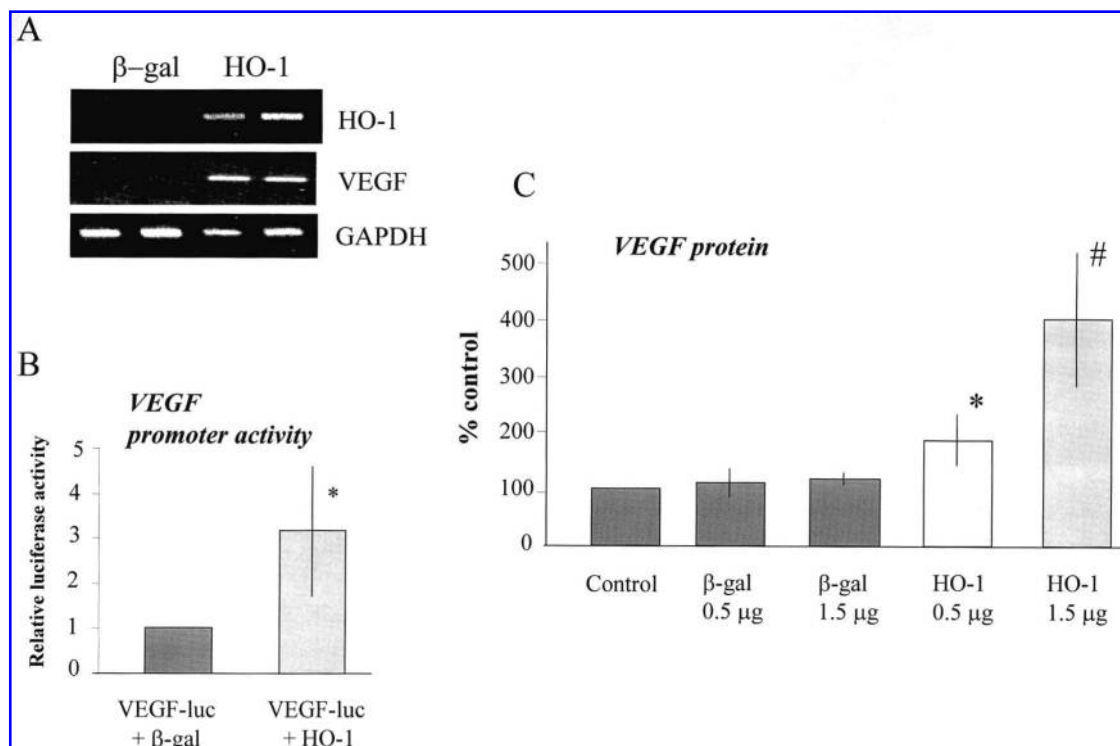 A
β–gal HO-1
HO-1
VEGF
GAPDH
B
VEGF
promoter activity
Relative luciferase activity
5
4
3
2
1
0
*
VEGF-luc
+ β-gal
VEGF-luc
+ HO-1
C
VEGF protein
% control
500
400
300
200
100
0
*
#
Control
β-gal
0.5 μg
β-gal
1.5 μg
HO-1
0.5 μg
HO-1
1.5 μg